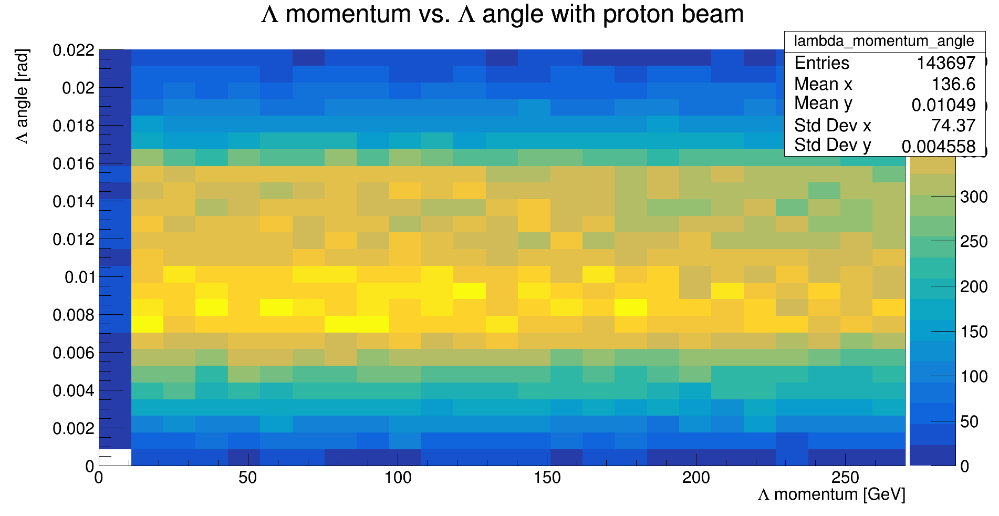 Λ momentum vs. Λ angle with proton beam
lambda_momentum_angle
Entries 143697
Mean x 136.6
Mean y 0.01049
Std Dev x 74.37
Std Dev y 0.004558
Λ angle [rad]
0.022
0.02
0.018
0.016
0.014
0.012
0.01
0.008
0.006
0.004
0.002
0
0 50 100 150 200 250
Λ momentum [GeV]
300
250
200
150
100
50
0